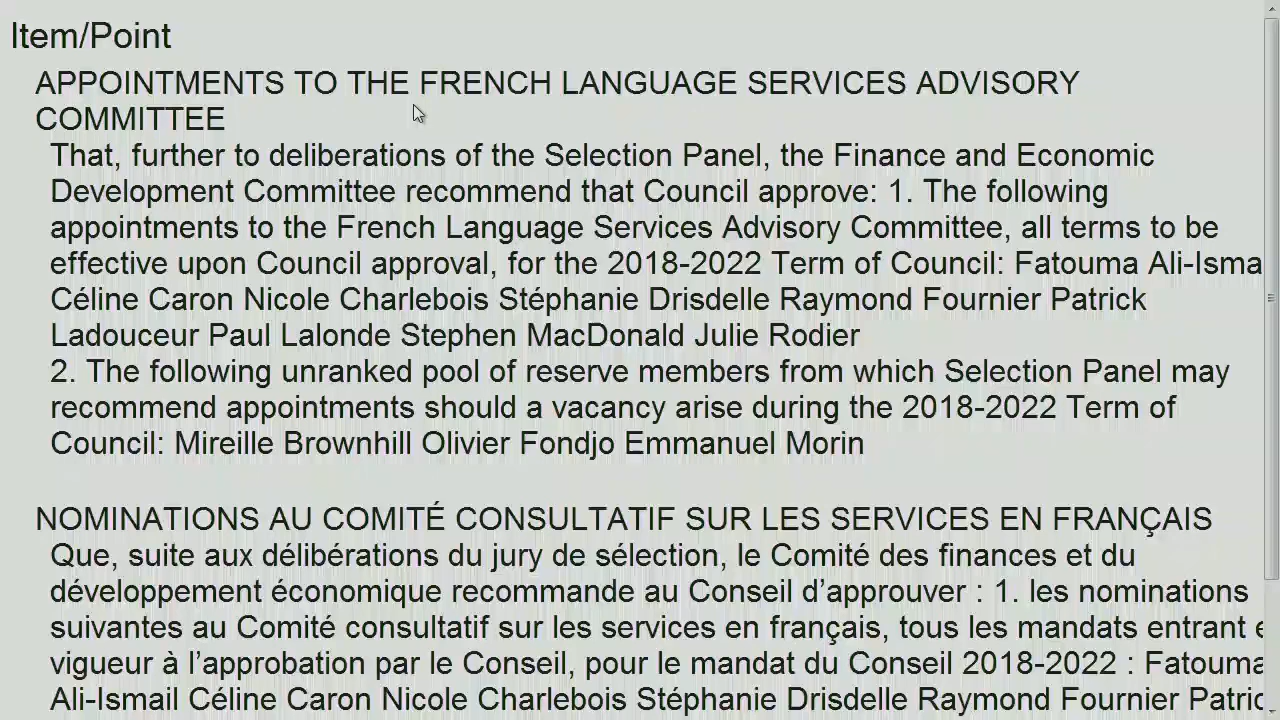 Item/Point
APPOINTMENTS TO THE FRENCH LANGUAGE SERVICES ADVISORY
COMMITTEE
That, further to deliberations of the Selection Panel, the Finance and Economic
Development Committee recommend that Council approve: 1. The following
appointments to the French Language Services Advisory Committee, all terms to be
effective upon Council approval, for the 2018-2022 Term of Council: Fatouma Ali-Isma
Céline Caron Nicole Charlebois Stéphanie Drisdelle Raymond Fournier Patrick
Ladouceur Paul Lalonde Stephen MacDonald Julie Rodier
2. The following unranked pool of reserve members from which Selection Panel may
recommend appointments should a vacancy arise during the 2018-2022 Term of
Council: Mireille Brownhill Olivier Fondjo Emmanuel Morin
NOMINATIONS AU COMITÉ CONSULTATIF SUR LES SERVICES EN FRANÇAIS
Que, suite aux délibérations du jury de sélection, le Comité des finances et du
développement économique recommande au Conseil d’approuver : 1. les nominations
suivantes au Comité consultatif sur les services en français, tous les mandats entrant e
vigueur à l’approbation par le Conseil, pour le mandat du Conseil 2018-2022 : Fatouma
Ali-Ismail Céline Caron Nicole Charlebois Stéphanie Drisdelle Raymond Fournier Patric